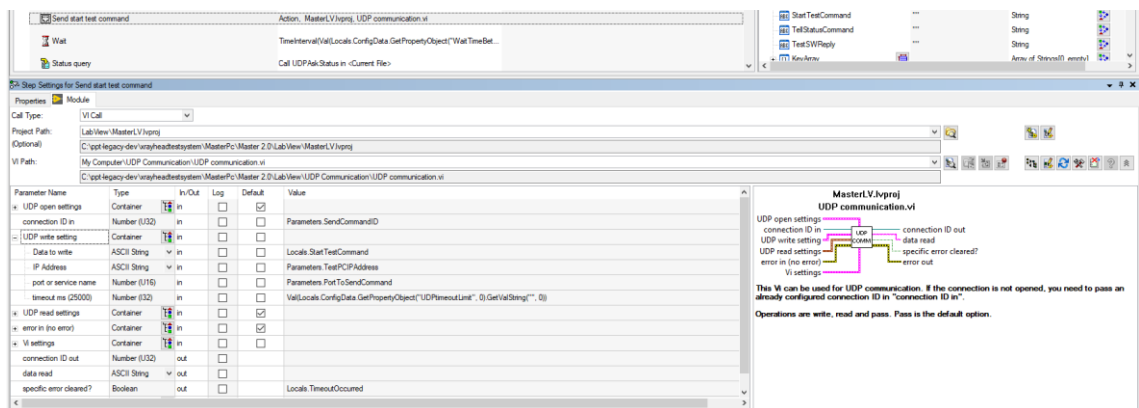 Send start test command Action, MasterLV.lvproj, UDP communication.vi
Wait TimeInterval(Val(Locals.ConfigData.GetPropertyObject("WaitTimeBet...
Status query Call UDPAskStatus in <Current File>
StartTestCommand "" String
TellStatusCommand "" String
TestSWReply "" String
KeyArray Array of Strings[0..empty]
Step Settings for Send start test command
Properties Module
Call Type: VI Call
Project Path: LabView\MasterLV.lvproj
(Optional) C:\ppt-legacy-dev\xrayheadtestsystem\MasterPc\Master 2.0\LabView\MasterLV.lvproj
VI Path: My Computer\UDP Communication\UDP communication.vi
C:\ppt-legacy-dev\xrayheadtestsystem\MasterPc\Master 2.0\LabView\UDP Communication\UDP communication.vi
Parameter Name Type In/Out Log Default Value
UDP open settings Container in
connection ID in Number (U32) in Parameters.SendCommandID
UDP write setting Container in
Data to write ASCII String in Locals.StartTestCommand
IP Address ASCII String in Parameters.TestPCIPAddress
port or service name Number (U16) in Parameters.PortToSendCommand
timeout ms (25000) Number (I32) in Val(Locals.ConfigData.GetPropertyObject("UDPtimeoutLimit", 0).GetValString("", 0))
UDP read settings Container in
error in (no error) Container in
Vi settings Container in
connection ID out Number (U32) out
data read ASCII String out
specific error cleared? Boolean out Locals.TimeoutOccurred
MasterLV.lvproj
UDP communication.vi
UDP open settings
connection ID in connection ID out
UDP write setting data read
UDP read settings specific error cleared?
error in (no error) error out
Vi settings
UDP
COMM
This Vi can be used for UDP communication. If the connection is not opened, you need to pass an
already configured connection ID in "connection ID in".
Operations are write, read and pass. Pass is the default option.